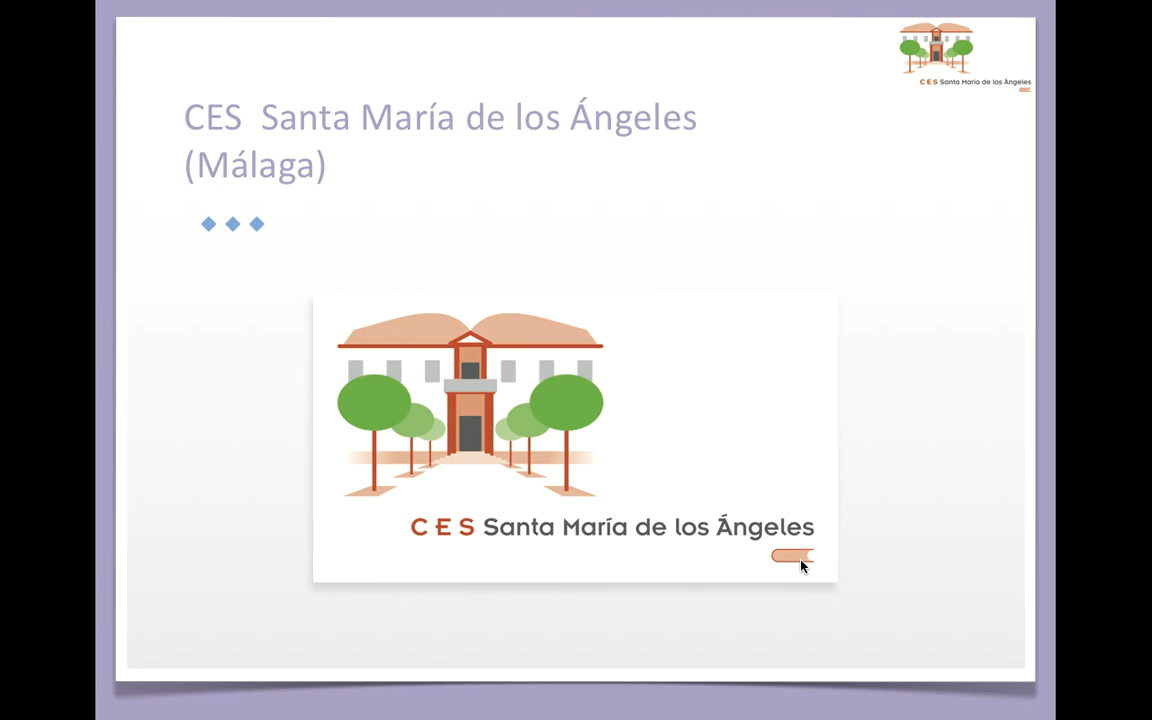 CES Santa María de los Ángeles
CES  Santa María de los Ángeles
(Málaga)
CES Santa María de los Ángeles